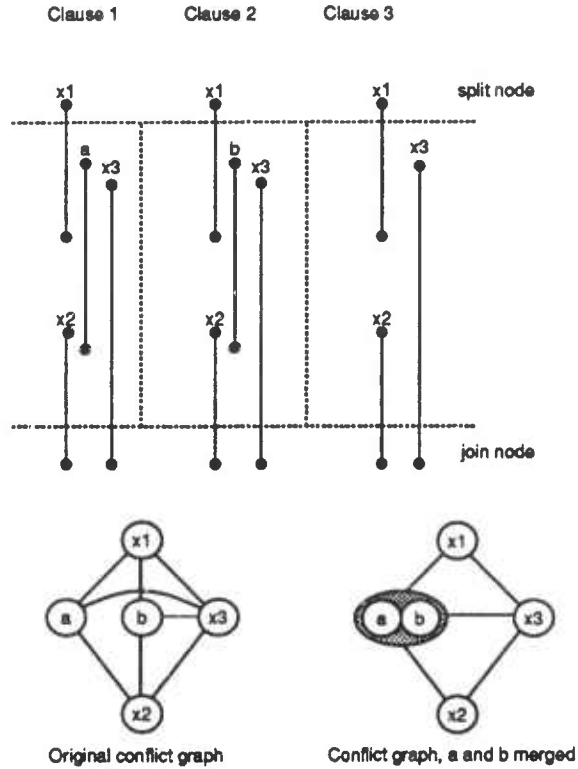 Clause 1 Clause 2 Clause 3
x1 x1 x1 split node
a b x3
x3 x3
x2 x2 x2
join node
x1 x1
a b x3 a b x3
x2 x2
Original conflict graph Conflict graph, a and b merged